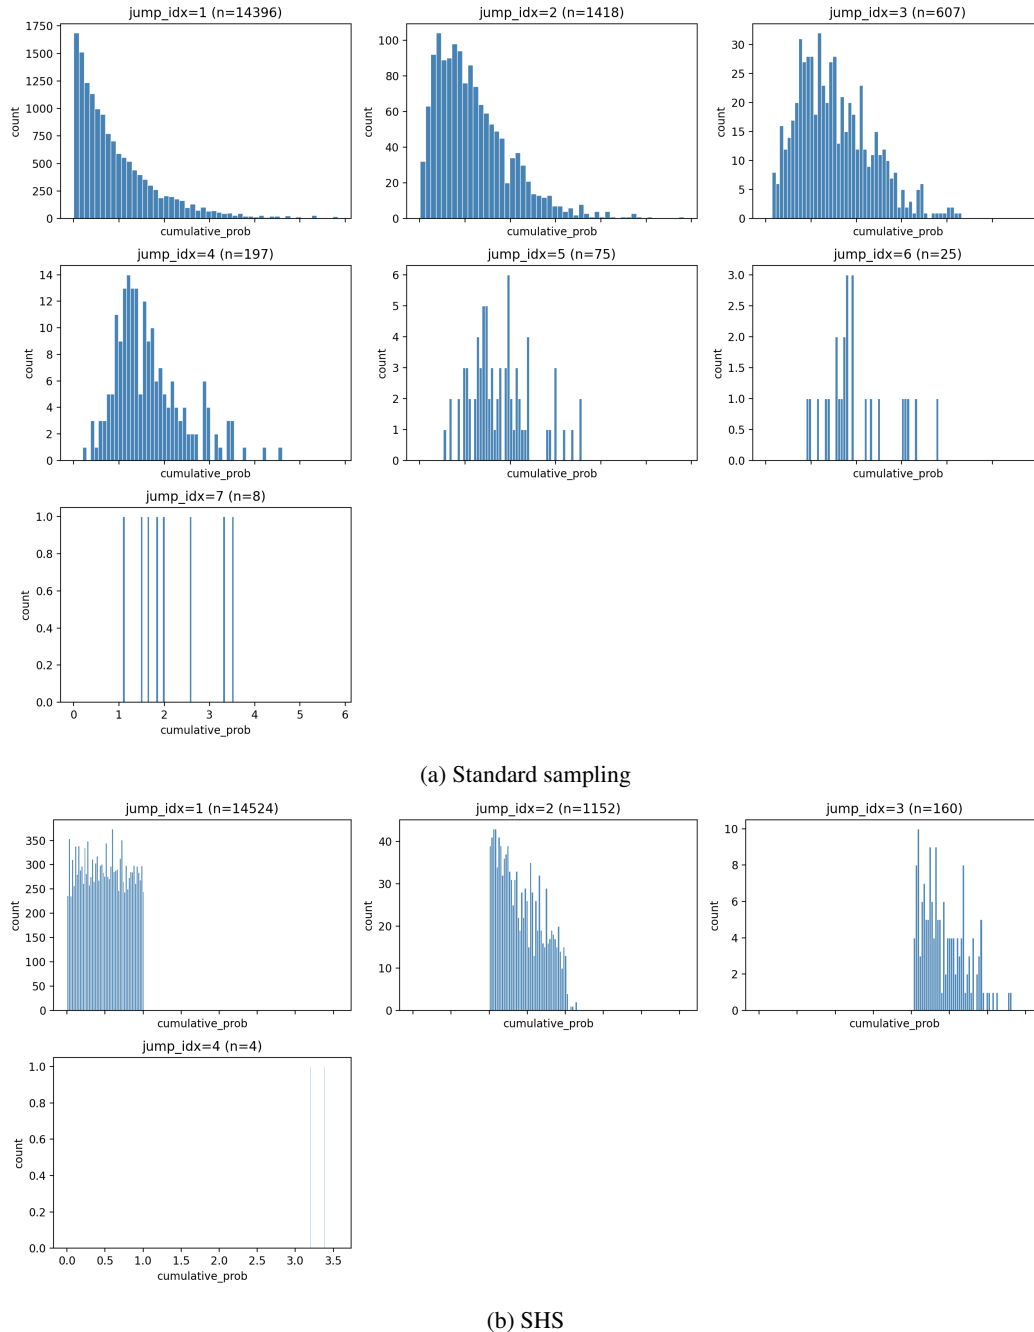 jump_idx=1 (n=14396)
1750
1500
1250
1000
750
500
250
0
count
cumulative_prob
jump_idx=2 (n=1418)
100
80
60
40
20
0
count
cumulative_prob
jump_idx=3 (n=607)
30
25
20
15
10
5
0
count
cumulative_prob
jump_idx=4 (n=197)
14
12
10
8
6
4
2
0
count
cumulative_prob
jump_idx=5 (n=75)
6
5
4
3
2
1
0
count
cumulative_prob
jump_idx=6 (n=25)
3.0
2.5
2.0
1.5
1.0
0.5
0.0
count
cumulative_prob
jump_idx=7 (n=8)
1.0
0.8
0.6
0.4
0.2
0.0
count
0 1 2 3 4 5 6
cumulative_prob
(a) Standard sampling
jump_idx=1 (n=14524)
350
300
250
200
150
100
50
0
count
cumulative_prob
jump_idx=2 (n=1152)
40
30
20
10
0
count
cumulative_prob
jump_idx=3 (n=160)
10
8
6
4
2
0
count
cumulative_prob
jump_idx=4 (n=4)
1.0
0.8
0.6
0.4
0.2
0.0
count
0.0 0.5 1.0 1.5 2.0 2.5 3.0 3.5
cumulative_prob
(b) SHS